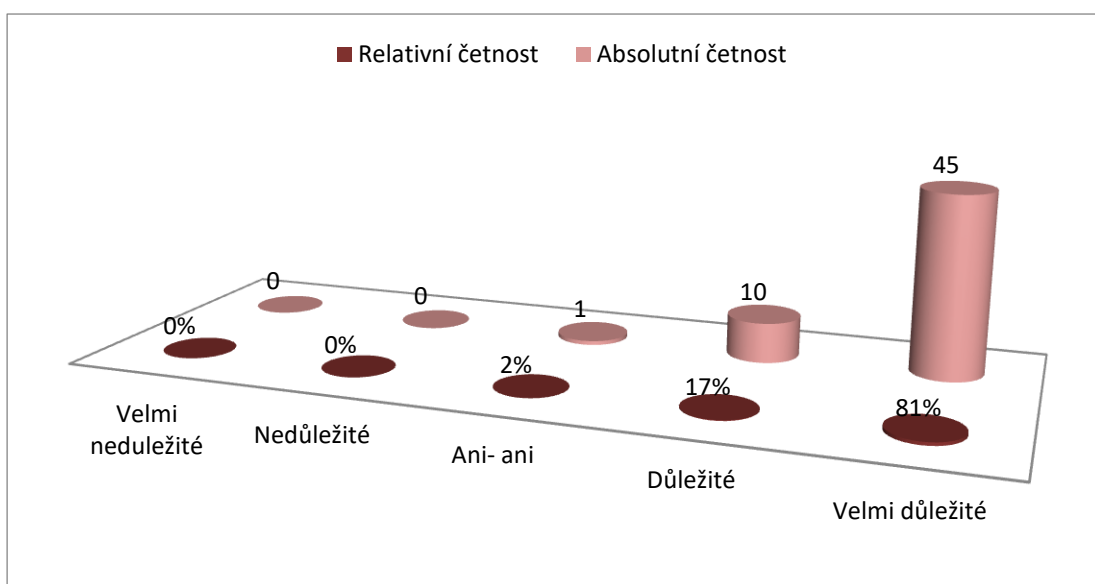 Relativní četnost
Absolutní četnost
45
10
1
0
0
0%
0%
2%
17%
81%
Velmi
neduležité
Nedůležité
Ani- ani
Důležité
Velmi důležité